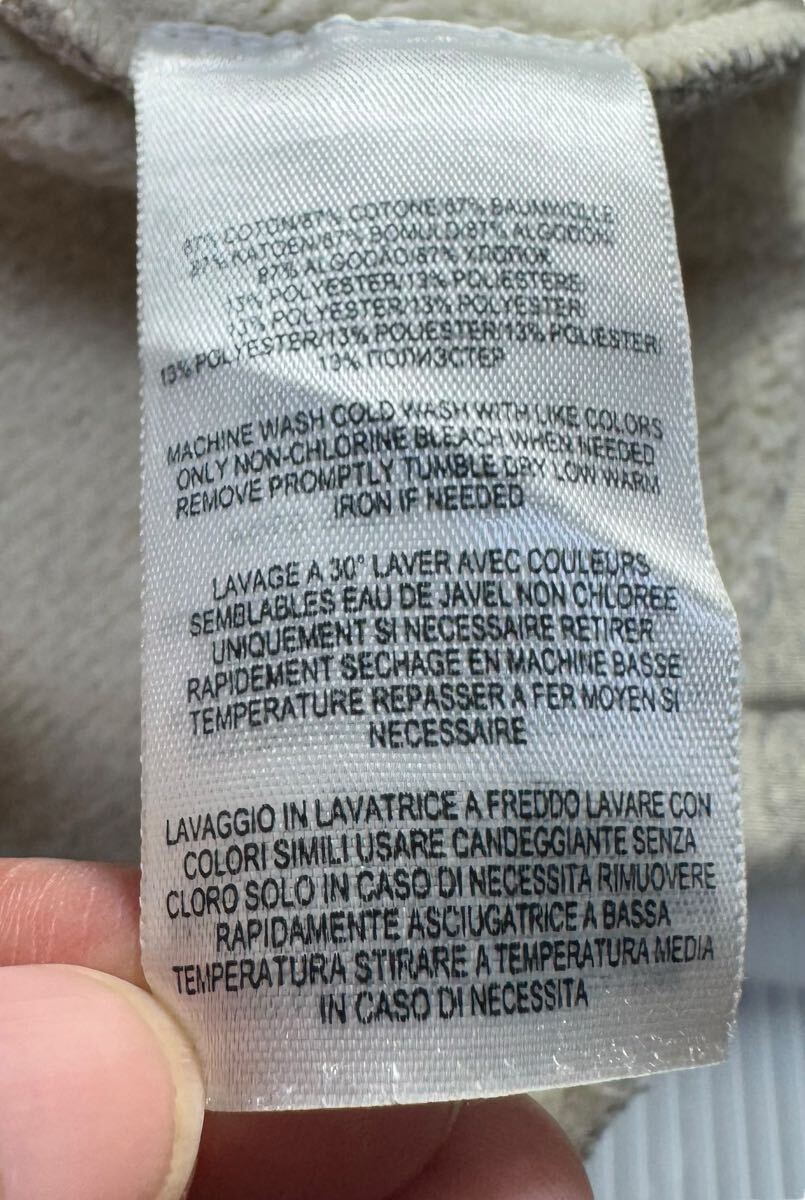 87% COTON/87% COTONE/87% BAUMWOLLE
87% KATOEN/87% BOMULD/87% ALGODON
87% ALGODAO/87% ХЛОПОК
13% POLYESTER/13% POLIESTERE
13% POLYESTER/13% POLYESTER/
13% POLYESTER/13% POLIESTER/13% POLIESTER/
13% ПОЛИЭСТЕР
MACHINE WASH COLD WASH WITH LIKE COLORS
ONLY NON-CHLORINE BLEACH WHEN NEEDED
REMOVE PROMPTLY TUMBLE DRY LOW WARM
IRON IF NEEDED
LAVAGE A 30° LAVER AVEC COULEURS
SEMBLABLES EAU DE JAVEL NON CHLOREE
UNIQUEMENT SI NECESSAIRE RETIRER
RAPIDEMENT SECHAGE EN MACHINE BASSE
TEMPERATURE REPASSER A FER MOYEN SI
NECESSAIRE
LAVAGGIO IN LAVATRICE A FREDDO LAVARE CON
COLORI SIMILI USARE CANDEGGIANTE SENZA
CLORO SOLO IN CASO DI NECESSITA RIMUOVERE
RAPIDAMENTE ASCIUGATRICE A BASSA
TEMPERATURA STIRARE A TEMPERATURA MEDIA
IN CASO DI NECESSITA